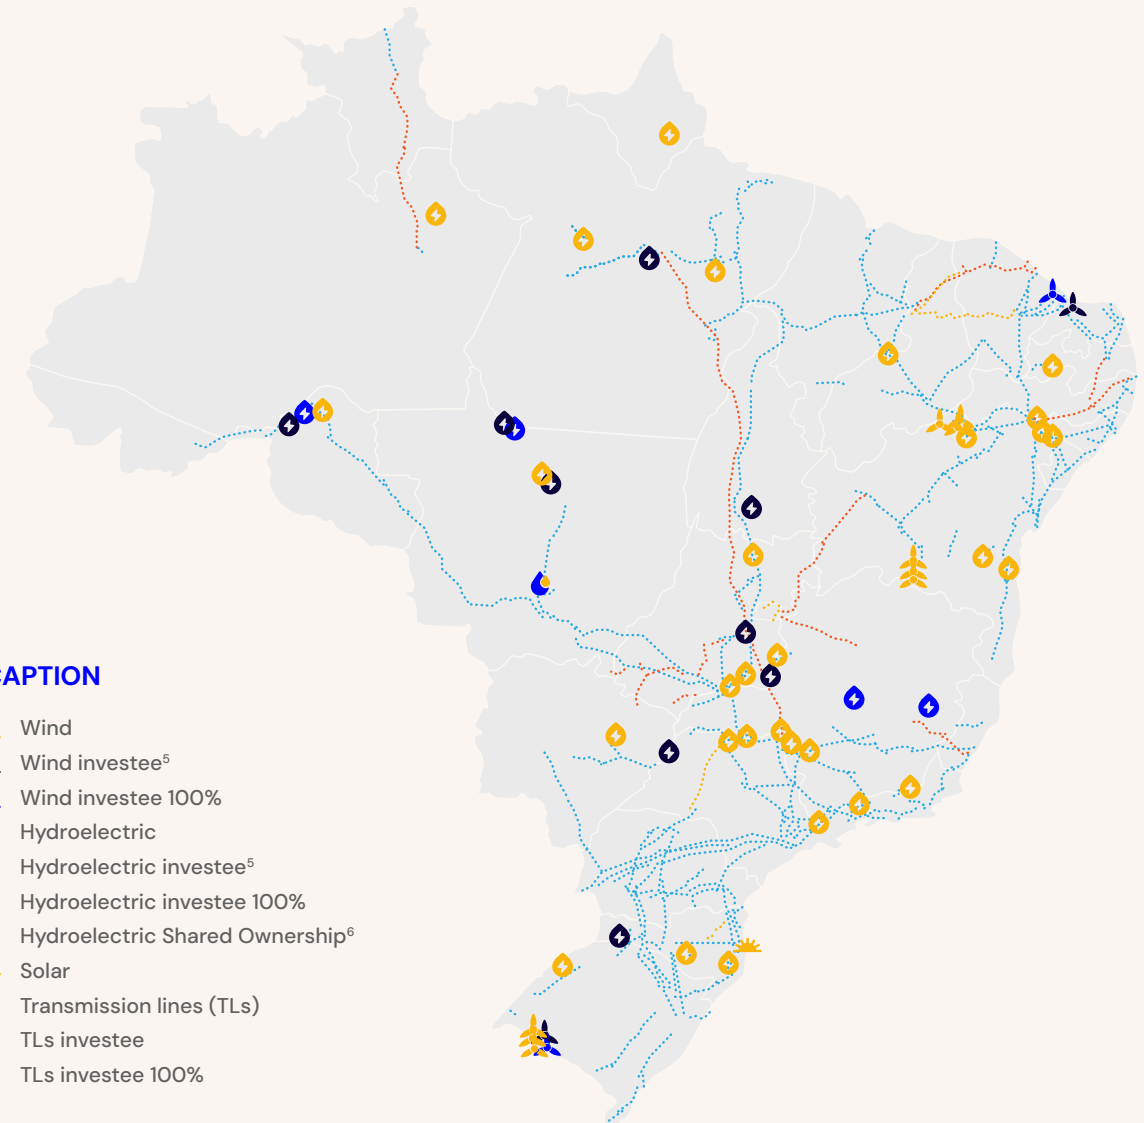 CAPTION
Wind
Wind investee⁵
Wind investee 100%
Hydroelectric
Hydroelectric investee⁵
Hydroelectric investee 100%
Hydroelectric Shared Ownership⁶
Solar
Transmission lines (TLs)
TLs investee
TLs investee 100%